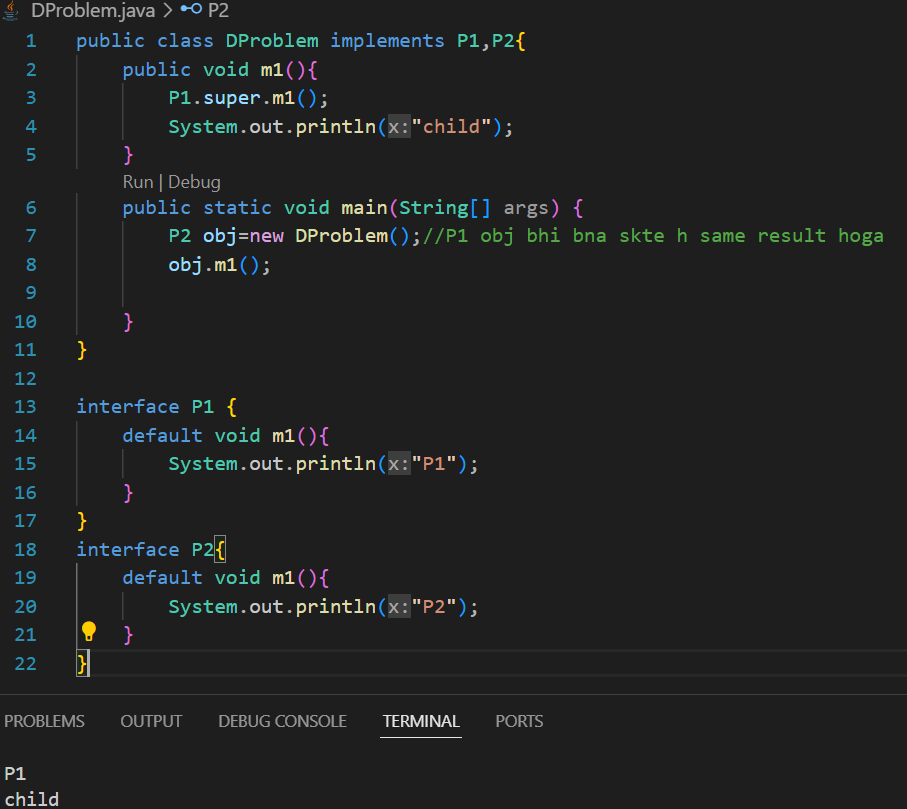 DProblem.java > P2
1 public class DProblem implements P1,P2{
2 public void m1(){
3 P1.super.m1();
4 System.out.println(x:"child");
5 }
Run | Debug
6 public static void main(String[] args) {
7 P2 obj=new DProblem();//P1 obj bhi bna skte h same result hoga
8 obj.m1();
9
10 }
11 }
12
13 interface P1 {
14 default void m1(){
15 System.out.println(x:"P1");
16 }
17 }
18 interface P2{
19 default void m1(){
20 System.out.println(x:"P2");
21 }
22 }
PROBLEMS OUTPUT DEBUG CONSOLE TERMINAL PORTS
P1
child